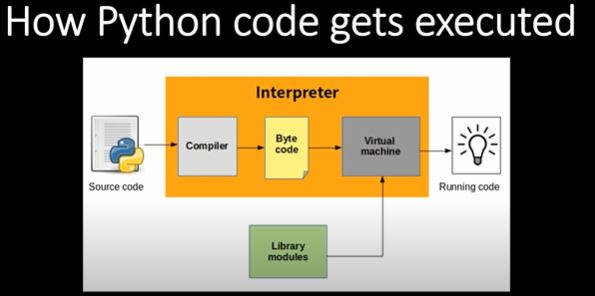 How Python code gets executed
Interpreter
Source code
Compiler
Byte
code
Virtual
machine
Running code
Library
modules